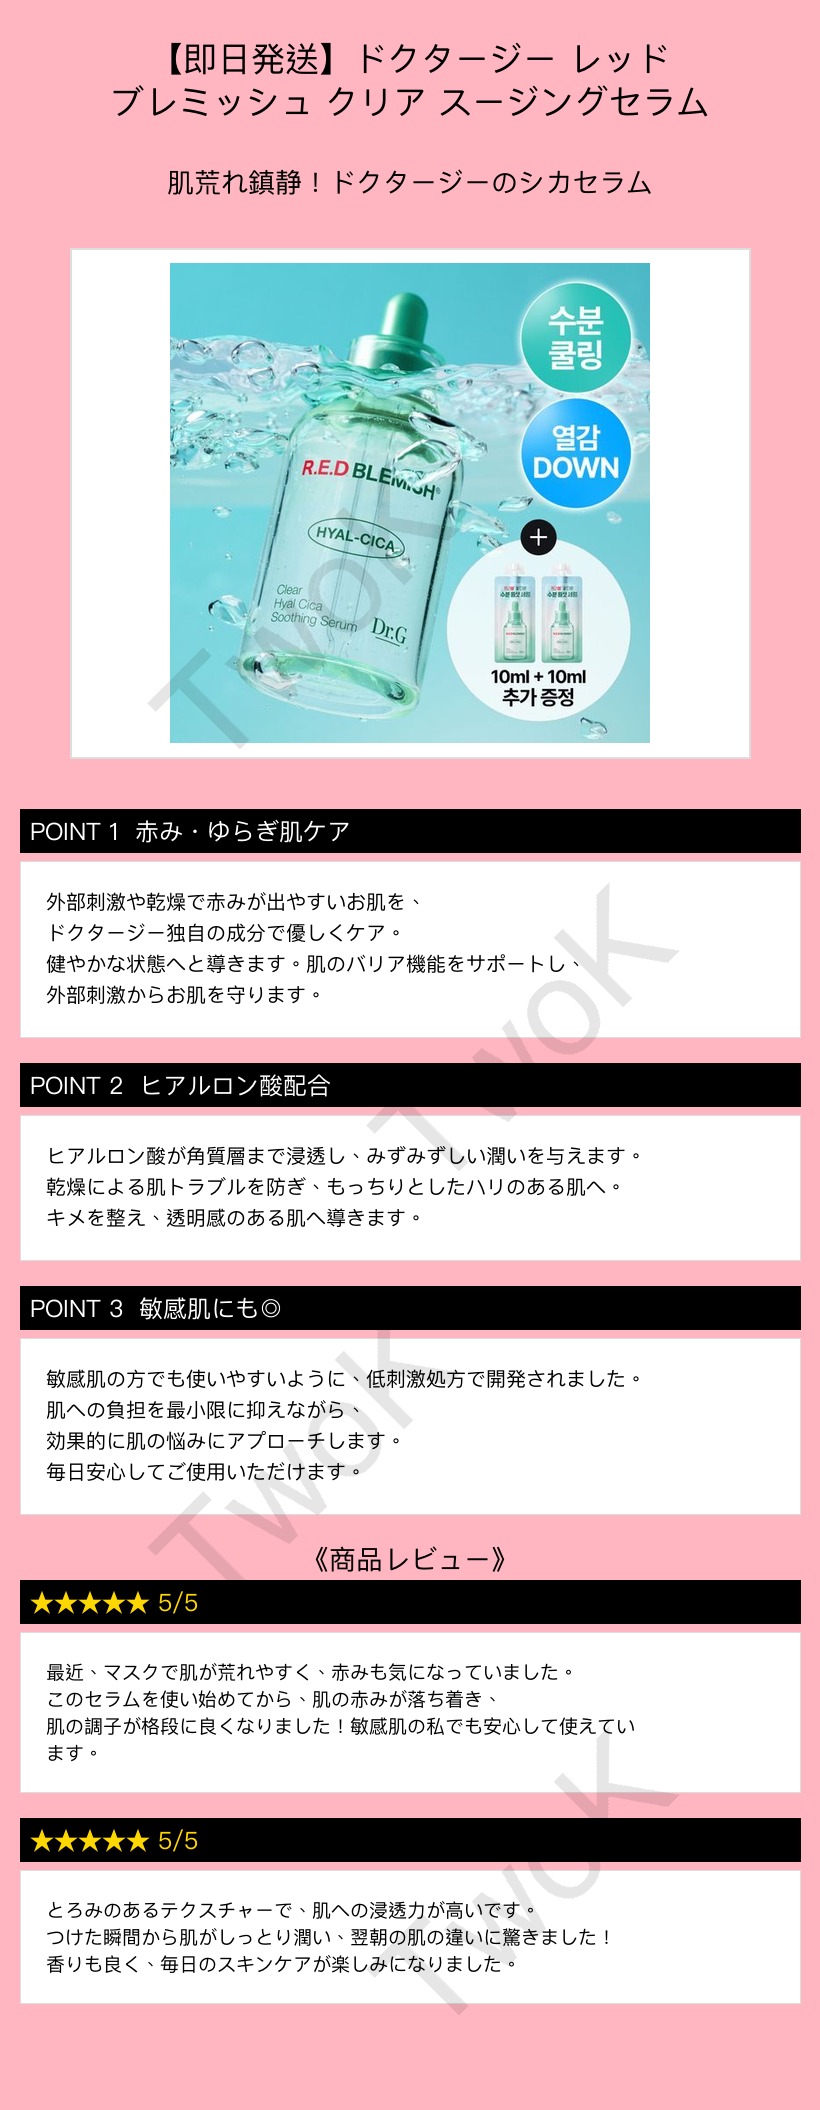 【即日発送】ドクタージー レッド
ブレミッシュ クリア スージングセラム
肌荒れ鎮静！ドクタージーのシカセラム
수분
쿨링
열감
DOWN
R.E.D BLEMISH
HYAL-CICA
Clear
Hyal Cica
Soothing Serum
Dr.G
+
수분 필샷 세럼
수분 필샷 세럼
R.E.D BLEMISH
R.E.D BLEMISH
10ml + 10ml
추가 증정
TwoK
POINT 1 赤み・ゆらぎ肌ケア
外部刺激や乾燥で赤みが出やすいお肌を、
ドクタージー独自の成分で優しくケア。
健やかな状態へと導きます。肌のバリア機能をサポートし、
外部刺激からお肌を守ります。
TwoK
POINT 2 ヒアルロン酸配合
ヒアルロン酸が角質層まで浸透し、みずみずしい潤いを与えます。
乾燥による肌トラブルを防ぎ、もっちりとしたハリのある肌へ。
キメを整え、透明感のある肌へ導きます。
POINT 3 敏感肌にも◎
敏感肌の方でも使いやすいように、低刺激処方で開発されました。
肌への負担を最小限に抑えながら、
効果的に肌の悩みにアプローチします。
毎日安心してご使用いただけます。
TwoK
《商品レビュー》
★★★★★ 5/5
最近、マスクで肌が荒れやすく、赤みも気になっていました。
このセラムを使い始めてから、肌の赤みが落ち着き、
肌の調子が格段に良くなりました！敏感肌の私でも安心して使えてい
ます。
★★★★★ 5/5
とろみのあるテクスチャーで、肌への浸透力が高いです。
つけた瞬間から肌がしっとり潤い、翌朝の肌の違いに驚きました！
香りも良く、毎日のスキンケアが楽しみになりました。
TwoK